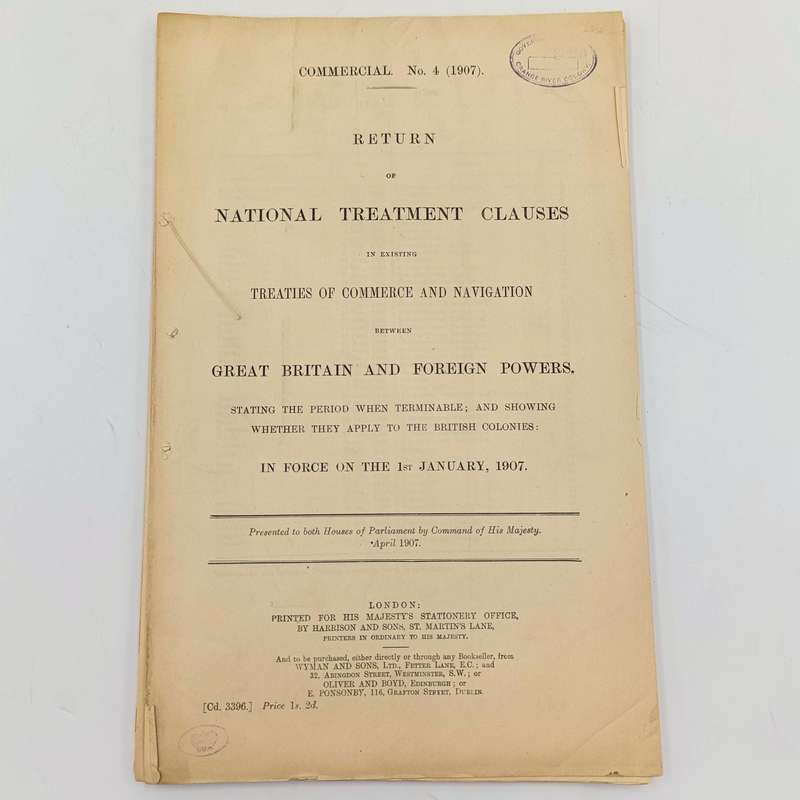 COMMERCIAL. No. 4 (1907).
ORANGE RIVER COLONY
RETURN
OF
NATIONAL TREATMENT CLAUSES
IN EXISTING
TREATIES OF COMMERCE AND NAVIGATION
BETWEEN
GREAT BRITAIN AND FOREIGN POWERS,
STATING THE PERIOD WHEN TERMINABLE; AND SHOWING
WHETHER THEY APPLY TO THE BRITISH COLONIES:
IN FORCE ON THE 1ST JANUARY, 1907.
Presented to both Houses of Parliament by Command of His Majesty.
April 1907.
LONDON:
PRINTED FOR HIS MAJESTY'S STATIONERY OFFICE,
BY HARRISON AND SONS, ST. MARTIN'S LANE,
PRINTERS IN ORDINARY TO HIS MAJESTY.
And to be purchased, either directly or through any Bookseller, from
WYMAN AND SONS, LTD., FETTER LANE, E.C.; and
32, ABINGDON STREET, WESTMINSTER, S.W.; or
OLIVER AND BOYD, EDINBURGH; or
E. PONSONBY, 116, GRAFTON STREET, DUBLIN.
[Cd. 3396.] Price 1s. 2d.